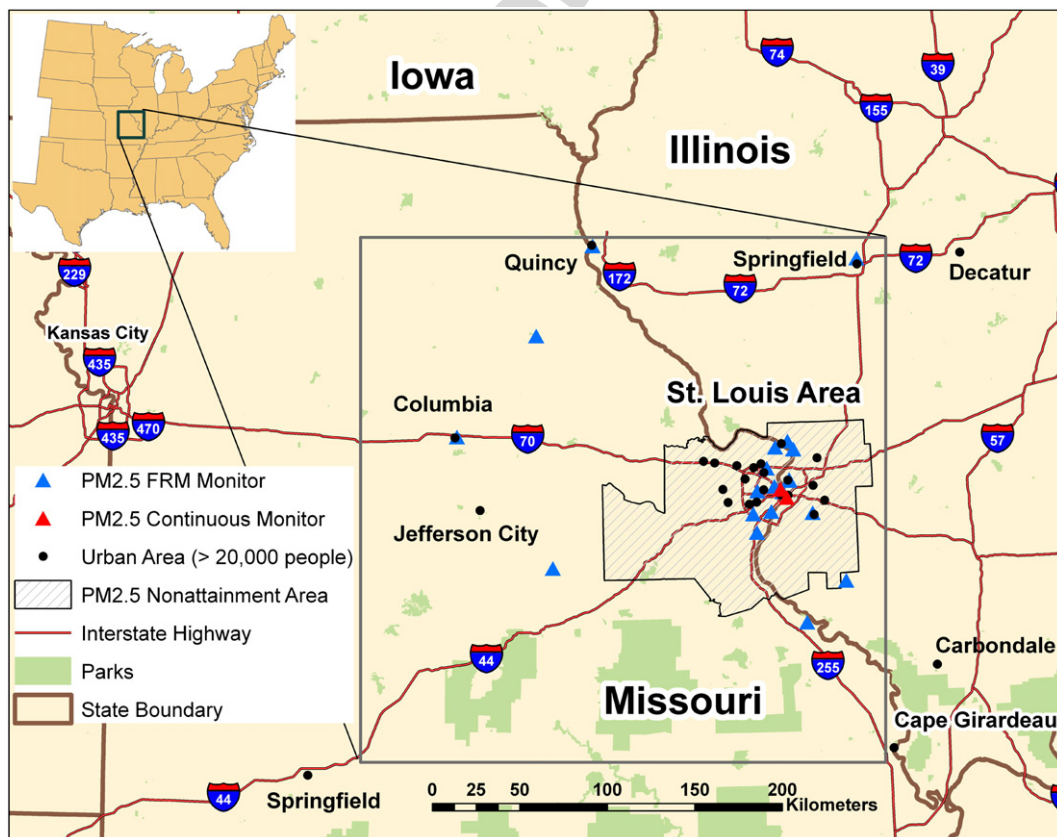 Iowa
74
39
155
Illinois
Quincy
172
72
Springfield
72
Decatur
229
Kansas City
435
435
470
Columbia
70
St. Louis Area
57
Jefferson City
PM2.5 FRM Monitor
PM2.5 Continuous Monitor
Urban Area (> 20,000 people)
PM2.5 Nonattainment Area
Interstate Highway
Parks
State Boundary
44
255
Carbondale
Missouri
Cape Girardeau
44
Springfield
0 25 50 100 150 200
Kilometers